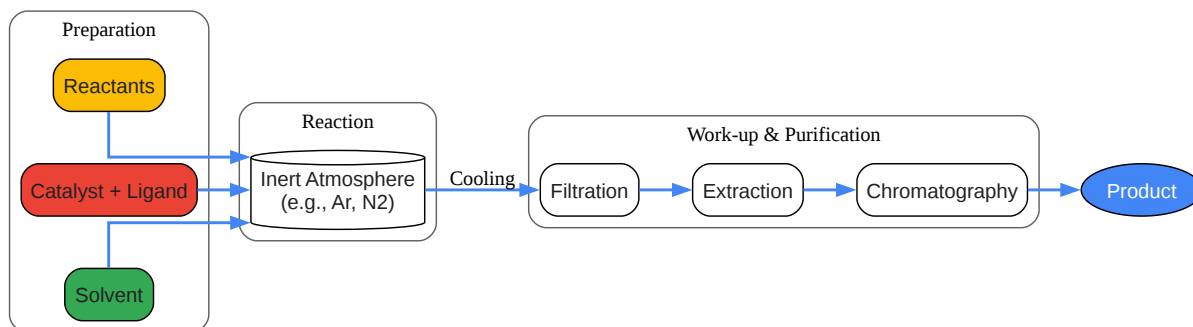 Preparation
Reactants
Catalyst + Ligand
Solvent
Reaction
Inert Atmosphere
(e.g., Ar, N2)
Cooling
Work-up & Purification
Filtration
Extraction
Chromatography
Product